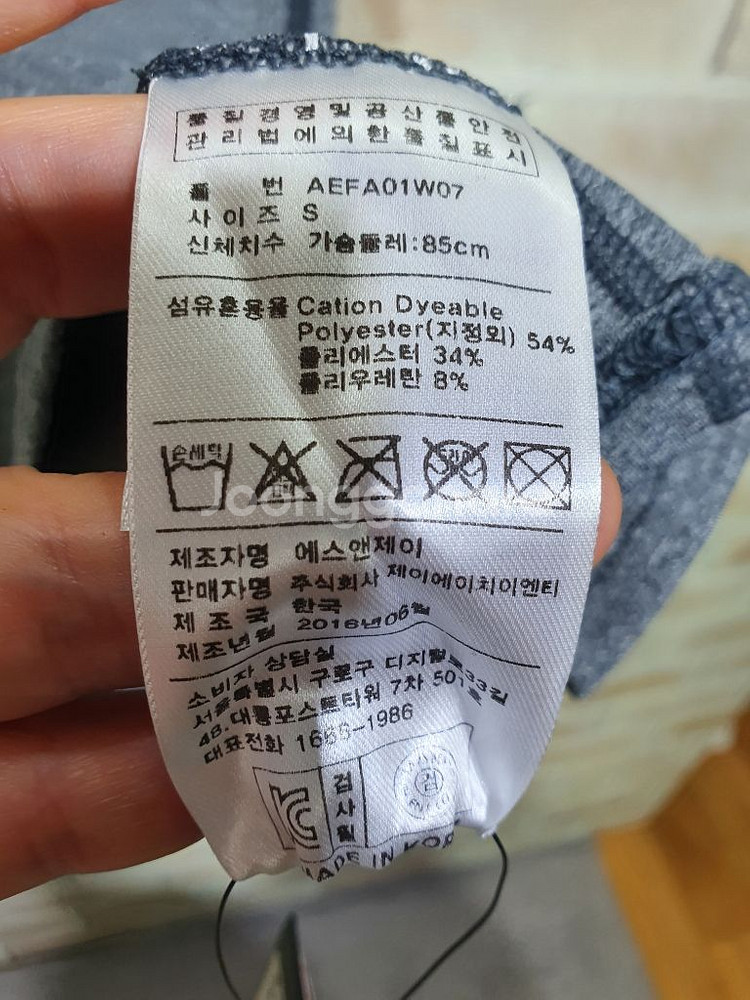 품질경영및공산품안전
관리법에의한품질표시
품 번 AEFA01W07
사 이 즈 S
신체치수 가슴둘레:85cm
섬유혼용율 Cation Dyeable
Polyester(지정외) 54%
폴리에스터 34%
폴리우레탄 8%
손세탁
제조자명 에스앤제이
판매자명 주식회사 제이에이치이엔티
제 조 국 한국
제조년월 2016년06월
소비자 상담실
서울특별시 구로구 디지털로33길
48. 대륭포스트타워 7차 501호
대표전화 1666-1986
검사필
검
MADE IN KOR